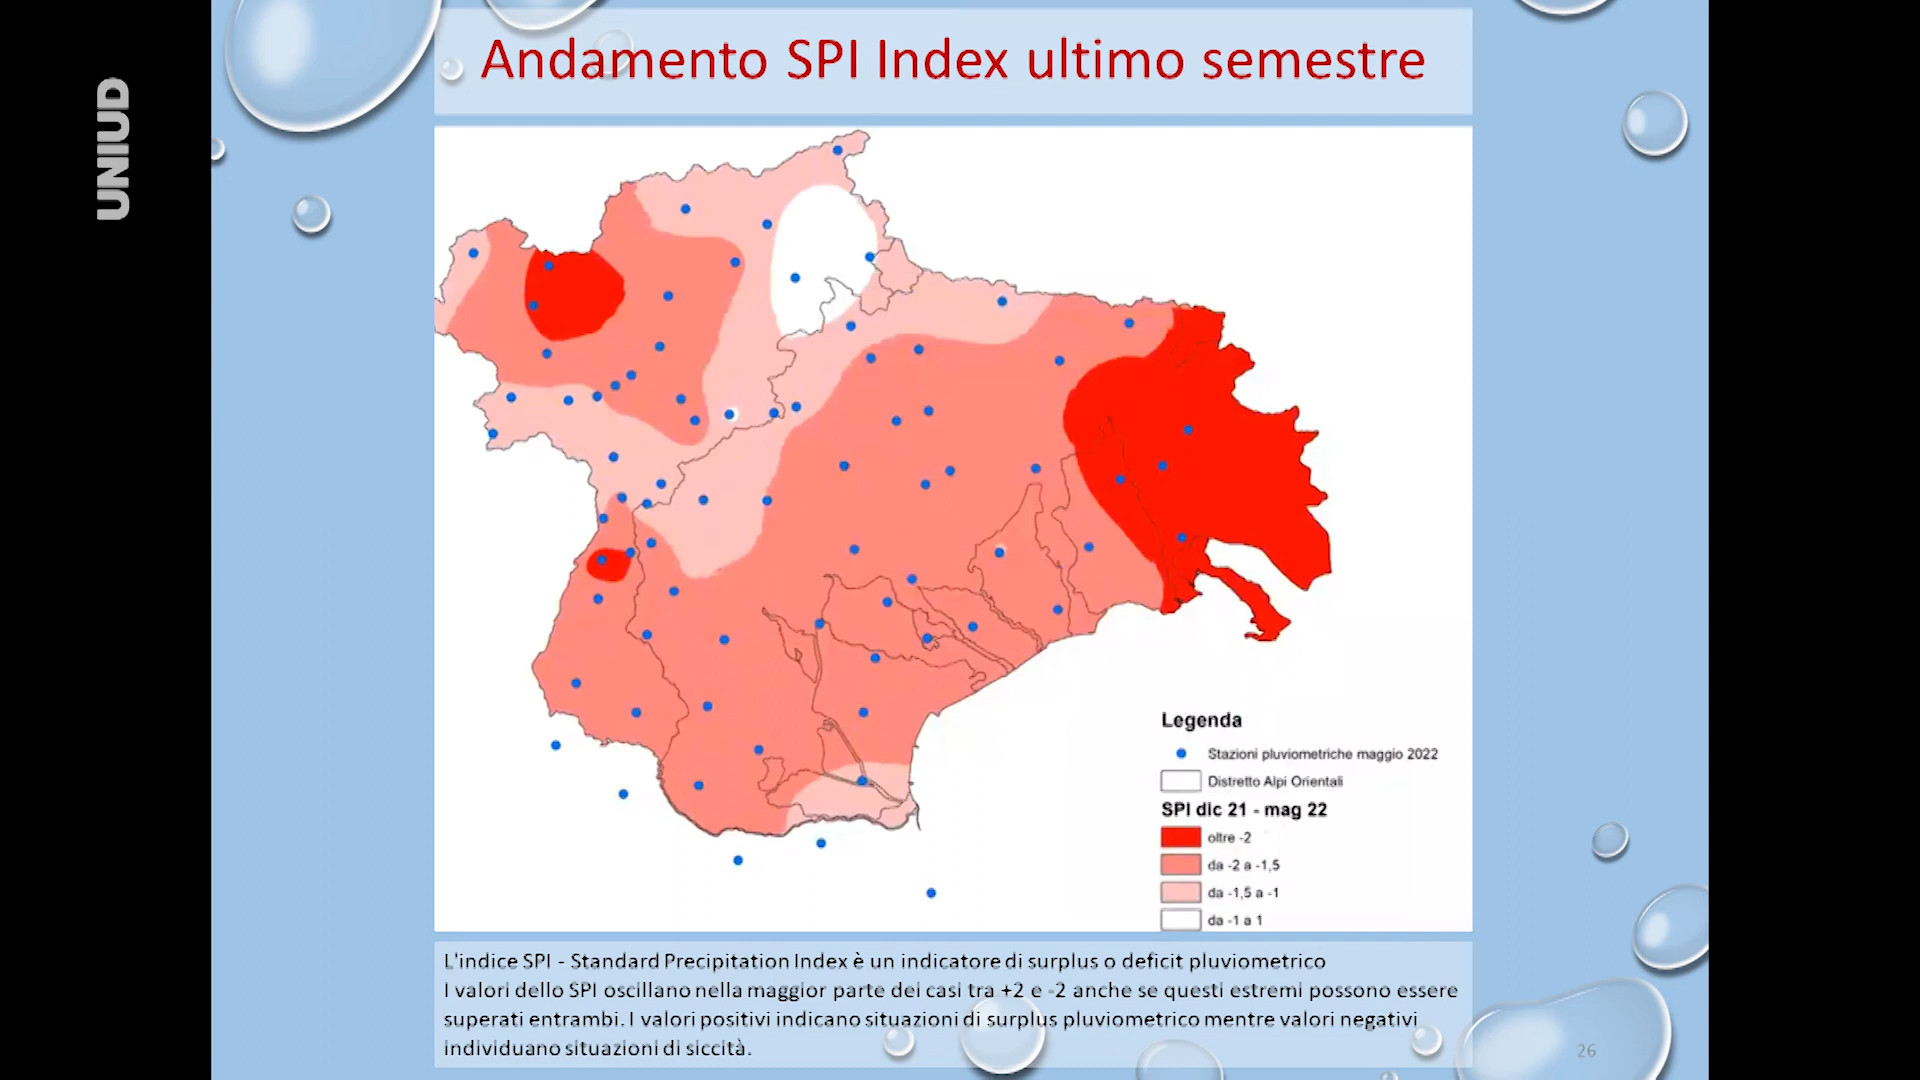 UNIUD
Andamento SPI Index ultimo semestre
Legenda
Stazioni pluviometriche maggio 2022
Distretto Alpi Orientali
SPI dic 21 - mag 22
oltre -2
da -2 a -1,5
da -1,5 a -1
da -1 a 1
L'indice SPI - Standard Precipitation Index è un indicatore di surplus o deficit pluviometrico
I valori dello SPI oscillano nella maggior parte dei casi tra +2 e -2 anche se questi estremi possono essere
superati entrambi. I valori positivi indicano situazioni di surplus pluviometrico mentre valori negativi
individuano situazioni di siccità.
26